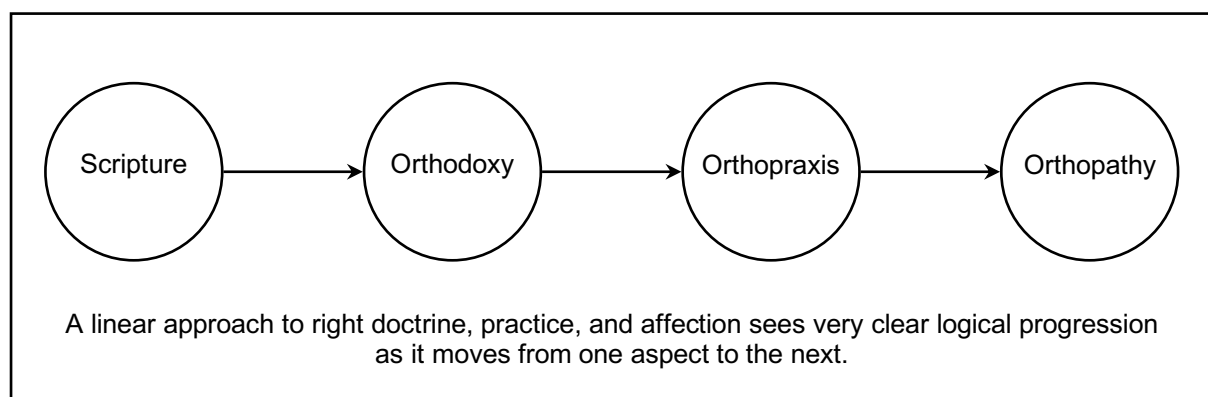 Scripture
Orthodoxy
Orthopraxis
Orthopathy
A linear approach to right doctrine, practice, and affection sees very clear logical progression
as it moves from one aspect to the next.